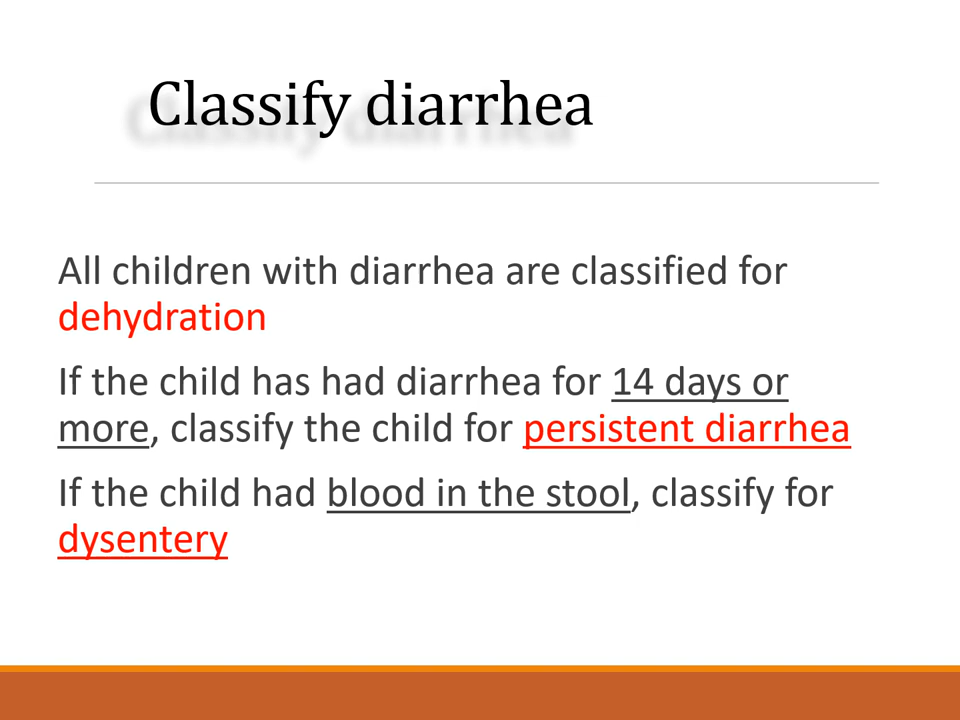 Classify diarrhea
All children with diarrhea are classified for
dehydration
If the child has had diarrhea for 14 days or
more, classify the child for persistent diarrhea
If the child had blood in the stool, classify for
dysentery